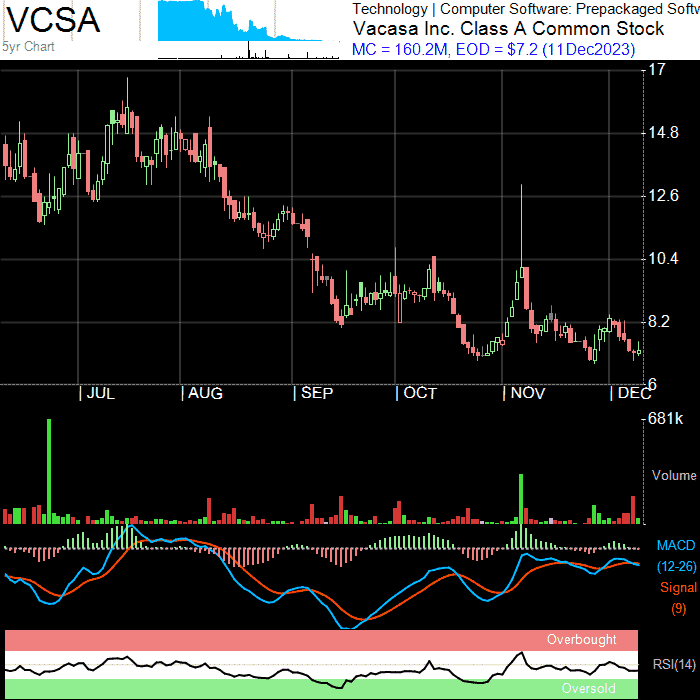 VCSA
5yr Chart
Technology | Computer Software: Prepackaged Softw
Vacasa Inc. Class A Common Stock
MC = 160.2M, EOD = $7.2 (11Dec2023)
17
14.8
12.6
10.4
8.2
6
| JUL | AUG | SEP | OCT | NOV | DEC
681k
Volume
MACD
(12-26)
Signal
(9)
Overbought
RSI(14)
Oversold